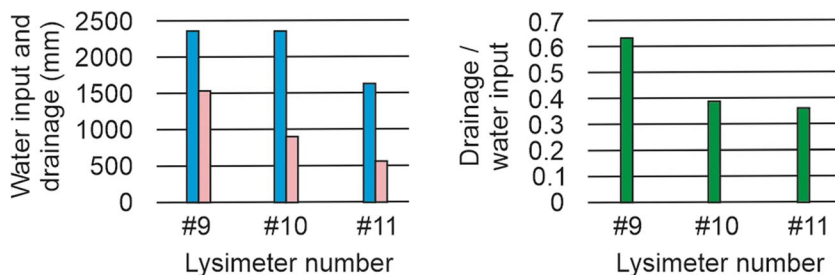 Water input and
drainage (mm)
2500
2000
1500
1000
500
0
#9 #10 #11
Lysimeter number
Drainage /
water input
0.7
0.6
0.5
0.4
0.3
0.2
0.1
0
#9 #10 #11
Lysimeter number